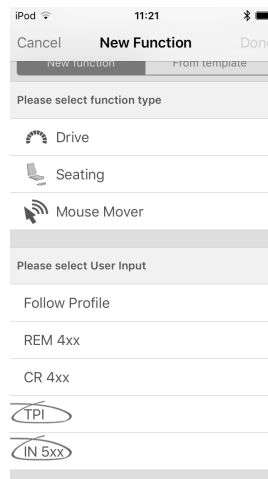 iPod 11:21
Cancel New Function Done
New function From template
Please select function type
Drive
Seating
Mouse Mover
Please select User Input
Follow Profile
REM 4xx
CR 4xx
TPI
IN 5xx